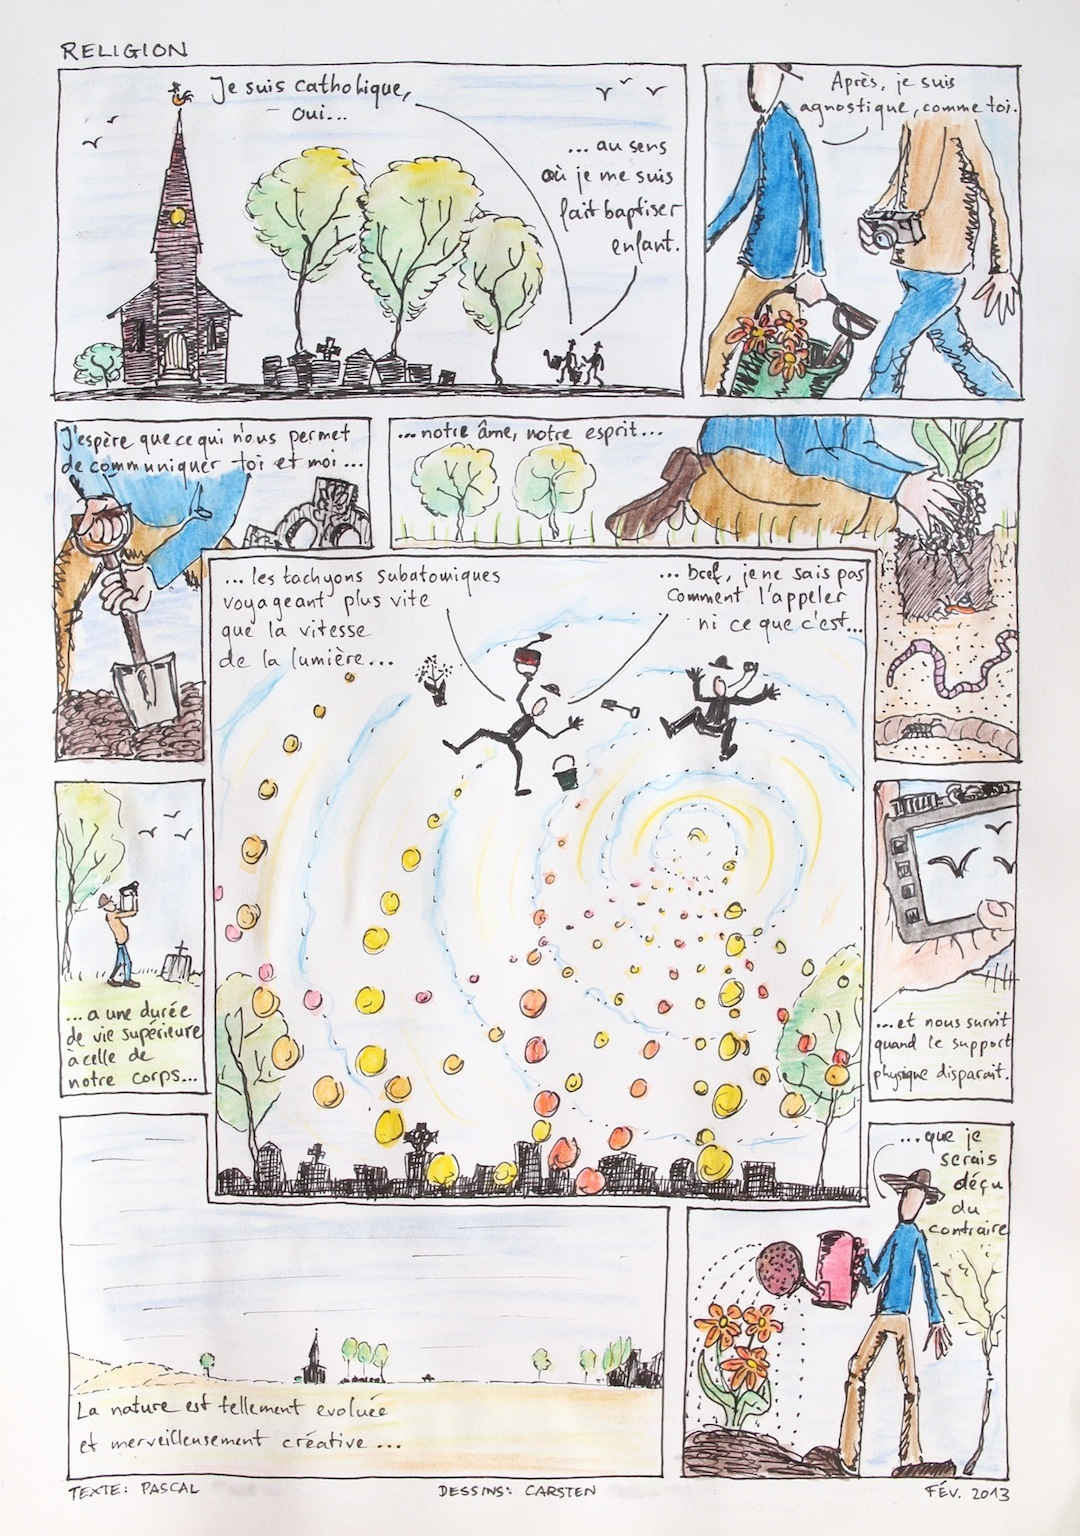 RELIGION
Je suis catholique,
oui...
... au sens
où je me suis
fait baptiser
enfant.
Après, je suis
agnostique, comme toi.
J'espère que ce qui nous permet
de communiquer toi et moi ...
...notre âme, notre esprit...
... les tachyons subatomiques
voyageant plus vite
que la vitesse
de la lumière...
... bref, je ne sais pas
comment l'appeler
ni ce que c'est...
...a une durée
de vie supérieure
à celle de
notre corps...
...et nous survit
quand le support
physique disparait.
La nature est tellement evoluée
et merveilleusement créative ...
...que je
serais
déçu
du
contraire
TEXTE: PASCAL
DESSINS: CARSTEN
FÉV. 2013